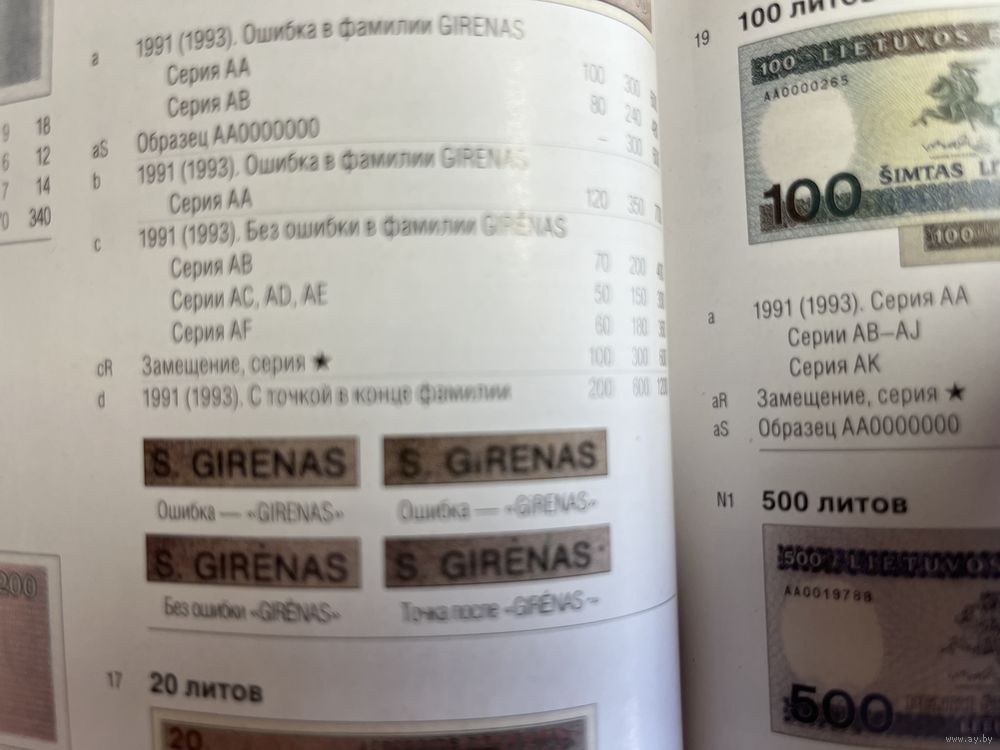 9 18
6 12
7 14
70 340
200
a 1991 (1993). Ошибка в фамилии GIRENAS
Серия AA 100 300
Серия AB 80 240
aS Образец AA0000000 – 300
b 1991 (1993). Ошибка в фамилии GIRENAS
Серия AA 120 350
c 1991 (1993). Без ошибки в фамилии GIRĖNAS
Серия AB 70 200
Серии AC, AD, AE 50 150
Серия AF 60 180
cR Замещение, серия ★ 100 300
d 1991 (1993). С точкой в конце фамилии 200 600 120
S. GIRENAS S. GiRENAS
Ошибка — «GIRENAS» Ошибка — «GiRENAS»
S. GIRĖNAS S. GIRĖNAS·
Без ошибки «GIRĖNAS» Точка после «GIRĖNAS·»
17 20 литов
20
19 100 литов
100 LIETUVOS
AA0000265
100 ŠIMTAS
100
a 1991 (1993). Серия AA
Серии AB–AJ
Серия AK
aR Замещение, серия ★
aS Образец AA0000000
N1 500 литов
500 LIETUVOS
AA0019788
500
www.ay.by